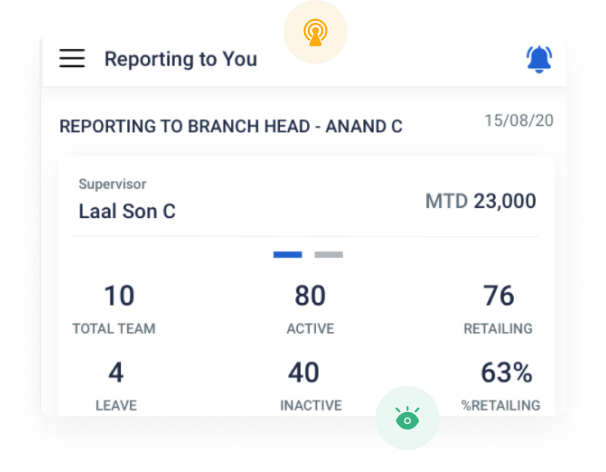 Reporting to You
REPORTING TO BRANCH HEAD - ANAND C 15/08/20
Supervisor
Laal Son C
MTD 23,000
10 80 76
TOTAL TEAM ACTIVE RETAILING
4 40 63%
LEAVE INACTIVE %RETAILING